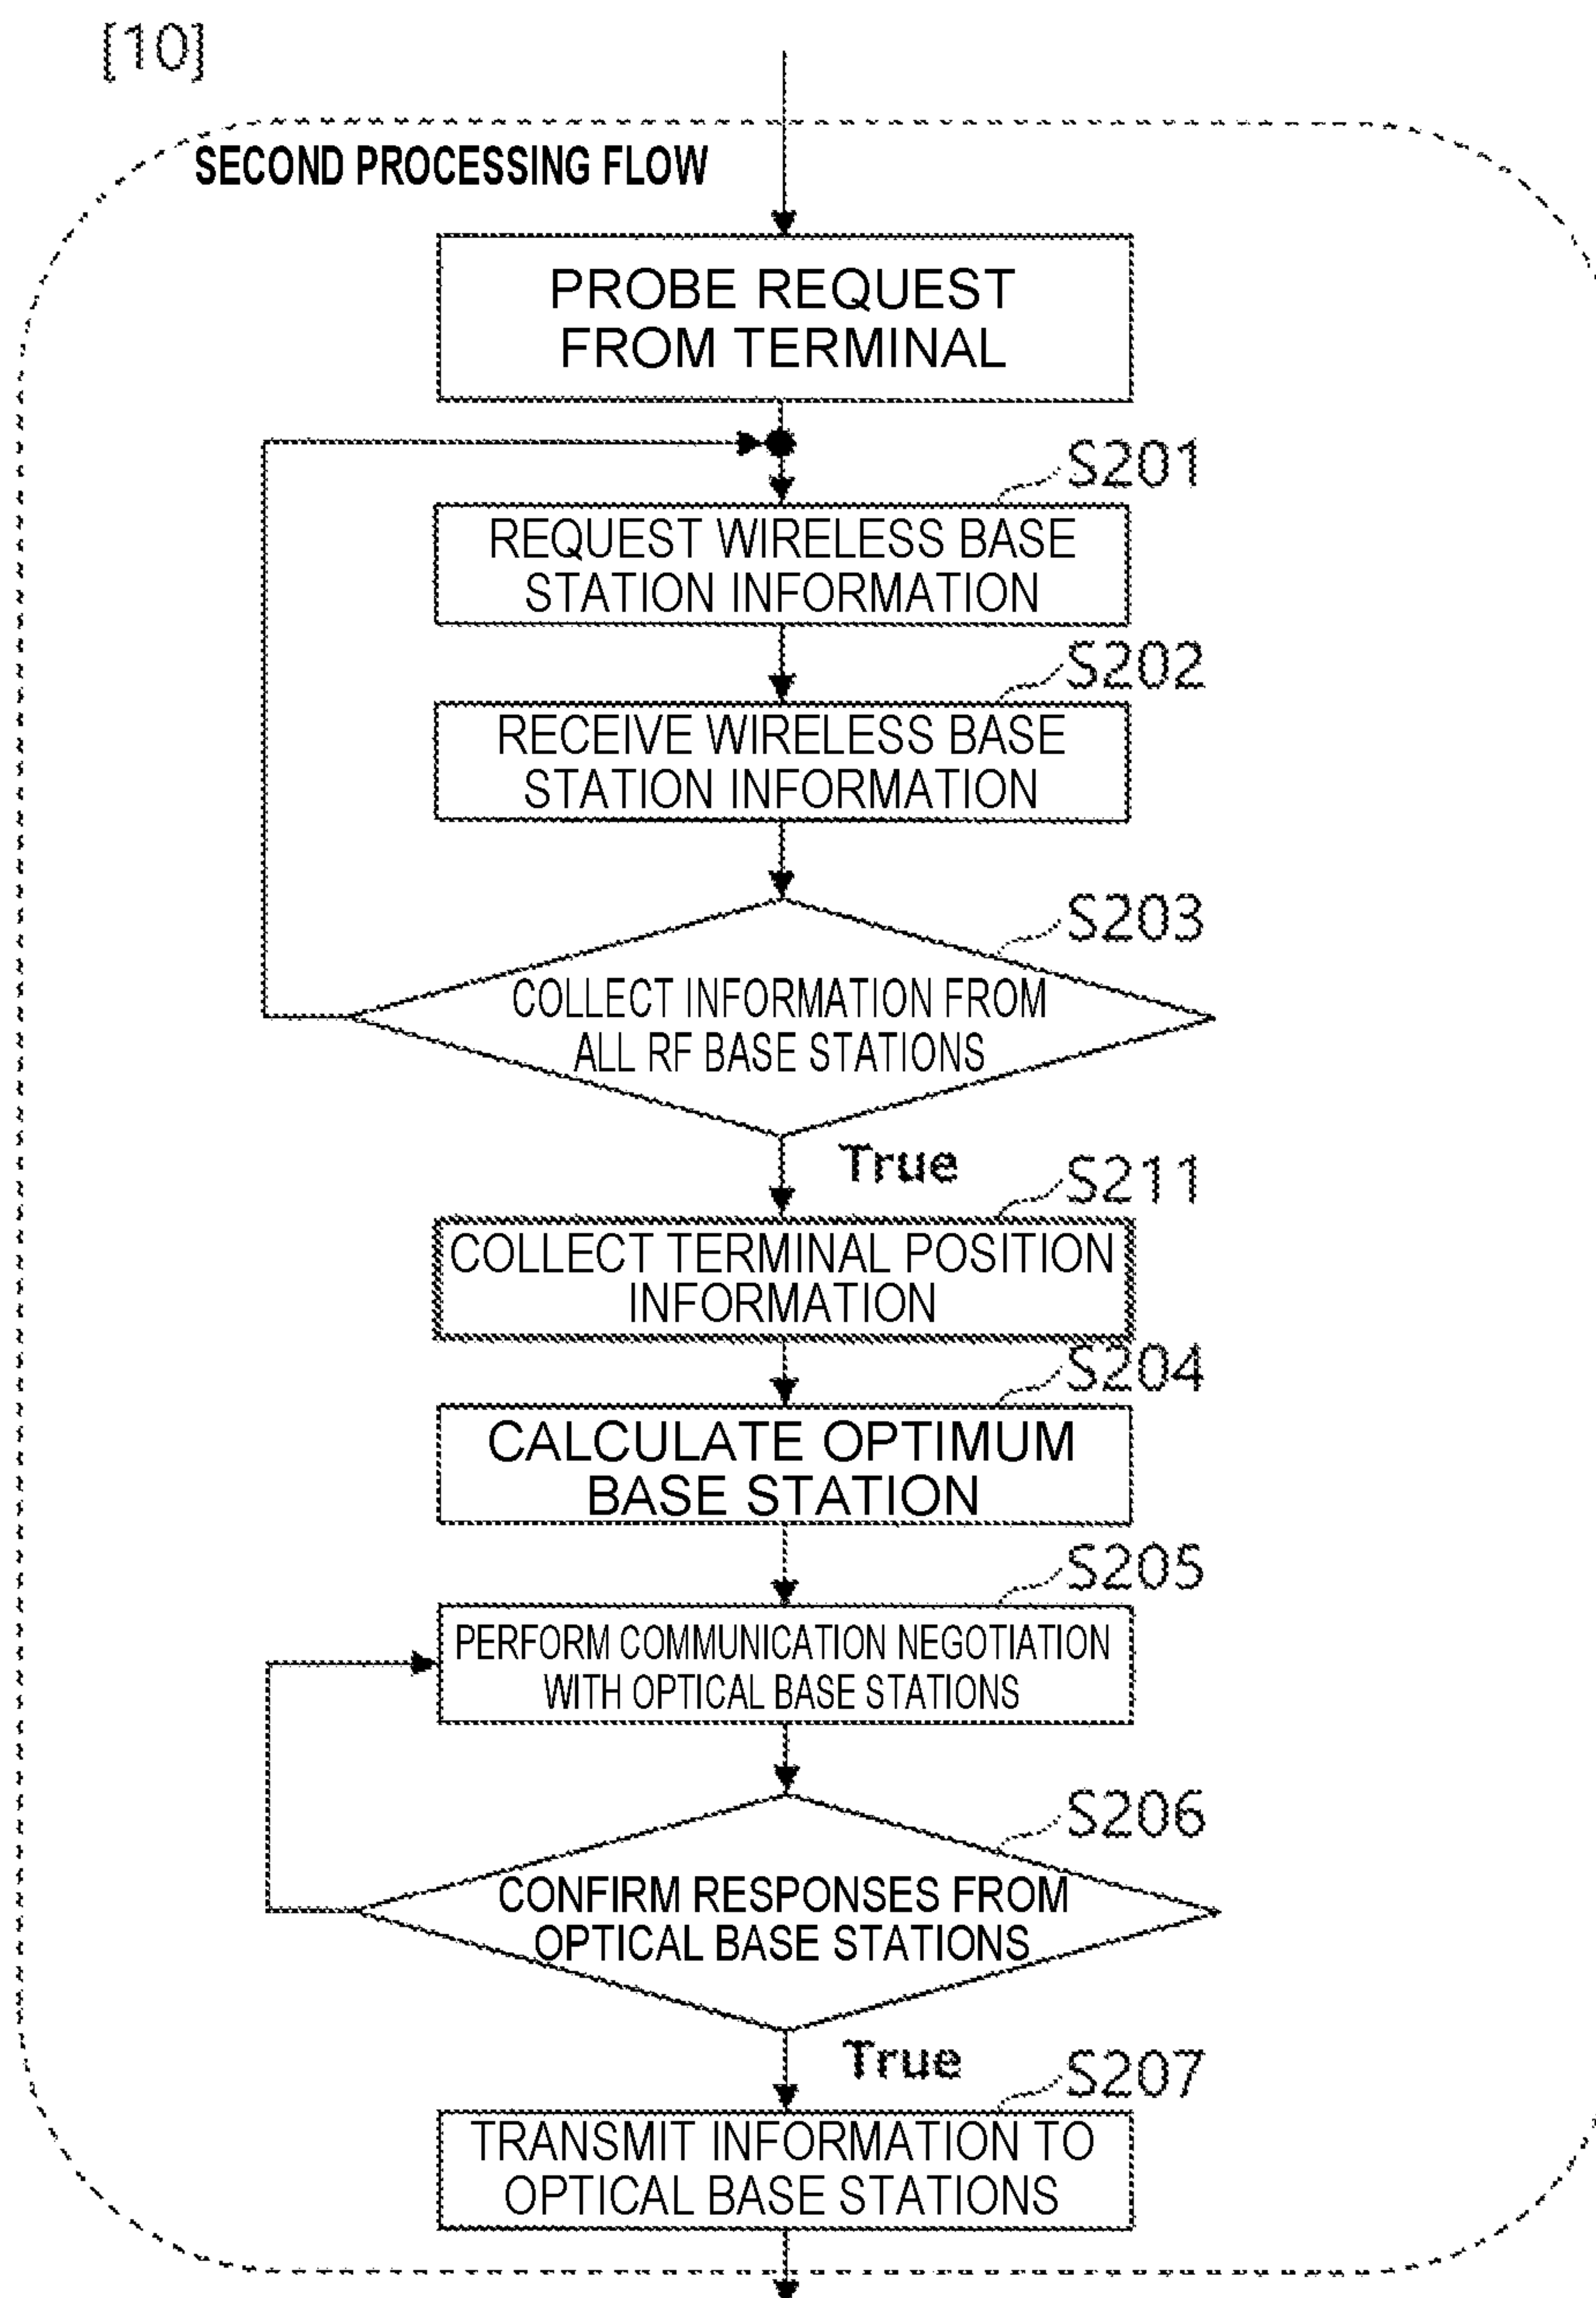 [10]
SECOND PROCESSING FLOW
PROBE REQUEST
FROM TERMINAL
S201
REQUEST WIRELESS BASE
STATION INFORMATION
S202
RECEIVE WIRELESS BASE
STATION INFORMATION
S203
COLLECT INFORMATION FROM
ALL RF BASE STATIONS
True
S211
COLLECT TERMINAL POSITION
INFORMATION
S204
CALCULATE OPTIMUM
BASE STATION
S205
PERFORM COMMUNICATION NEGOTIATION
WITH OPTICAL BASE STATIONS
S206
CONFIRM RESPONSES FROM
OPTICAL BASE STATIONS
True
S207
TRANSMIT INFORMATION TO
OPTICAL BASE STATIONS